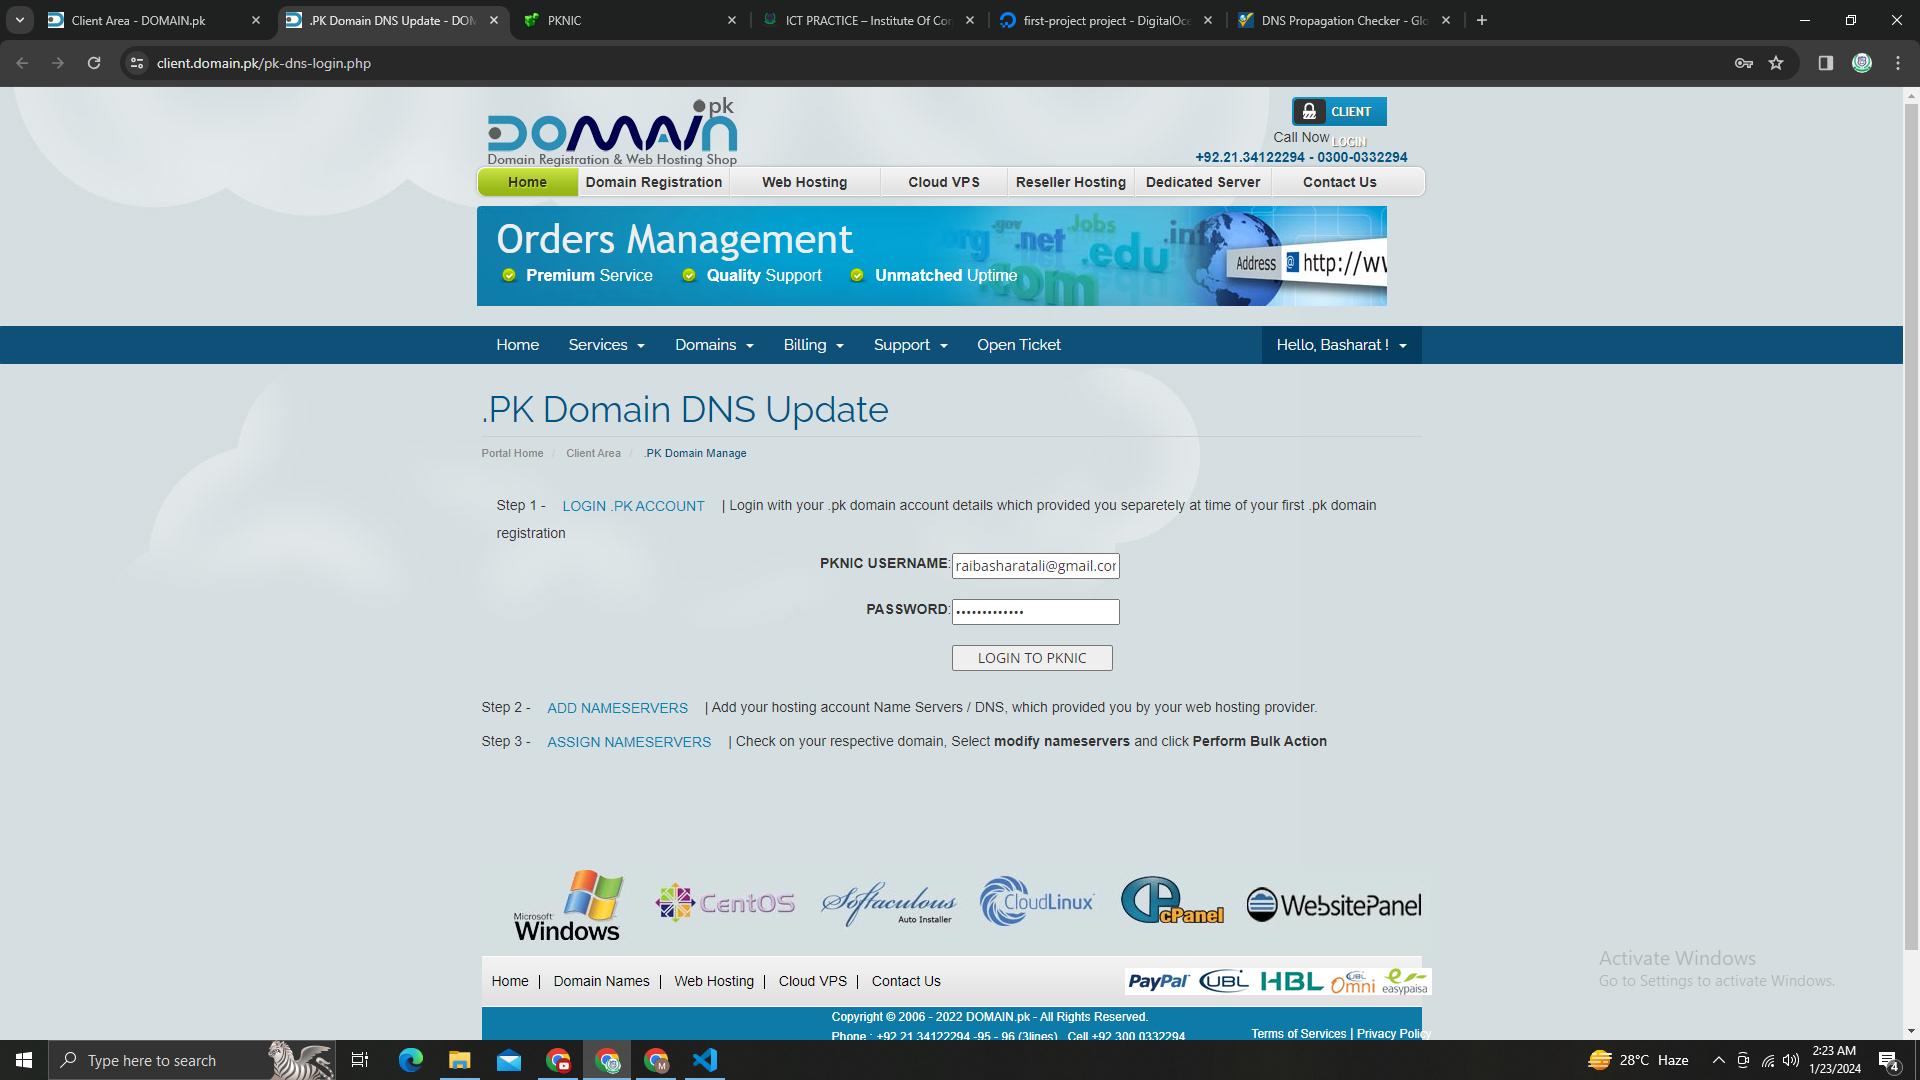 Client Area - DOMAIN.pk
.PK Domain DNS Update - DOM
PKNIC
ICT PRACTICE – Institute Of Cor
first-project project - DigitalOce
DNS Propagation Checker - Glo
client.domain.pk/pk-dns-login.php
DOMAIN .pk
Domain Registration & Web Hosting Shop
CLIENT
LOGIN
Call Now
+92.21.34122294 - 0300-0332294
Home
Domain Registration
Web Hosting
Cloud VPS
Reseller Hosting
Dedicated Server
Contact Us
Orders Management
Premium Service
Quality Support
Unmatched Uptime
.org .gov .net Jobs .edu .inf
com
Address @ http://w
Home
Services
Domains
Billing
Support
Open Ticket
Hello, Basharat !
.PK Domain DNS Update
Portal Home / Client Area / .PK Domain Manage
Step 1 - LOGIN .PK ACCOUNT | Login with your .pk domain account details which provided you separetely at time of your first .pk domain
registration
PKNIC USERNAME: raibasharatali@gmail.cor
PASSWORD: •••••••••••••
LOGIN TO PKNIC
Step 2 - ADD NAMESERVERS | Add your hosting account Name Servers / DNS, which provided you by your web hosting provider.
Step 3 - ASSIGN NAMESERVERS | Check on your respective domain, Select modify nameservers and click Perform Bulk Action
Microsoft
Windows
CentOS
Softaculous
Auto Installer
CloudLinux
cPanel
WebsitePanel
Activate Windows
Go to Settings to activate Windows.
Home | Domain Names | Web Hosting | Cloud VPS | Contact Us
PayPal UBL HBL UBL Omni easypaisa
Copyright © 2006 - 2022 DOMAIN.pk - All Rights Reserved.
Phone : +92.21.34122294 -95 - 96 (3lines) , Cell +92.300.0332294
Terms of Services | Privacy Policy
Type here to search
28°C Haze
2:23 AM
1/23/2024
4